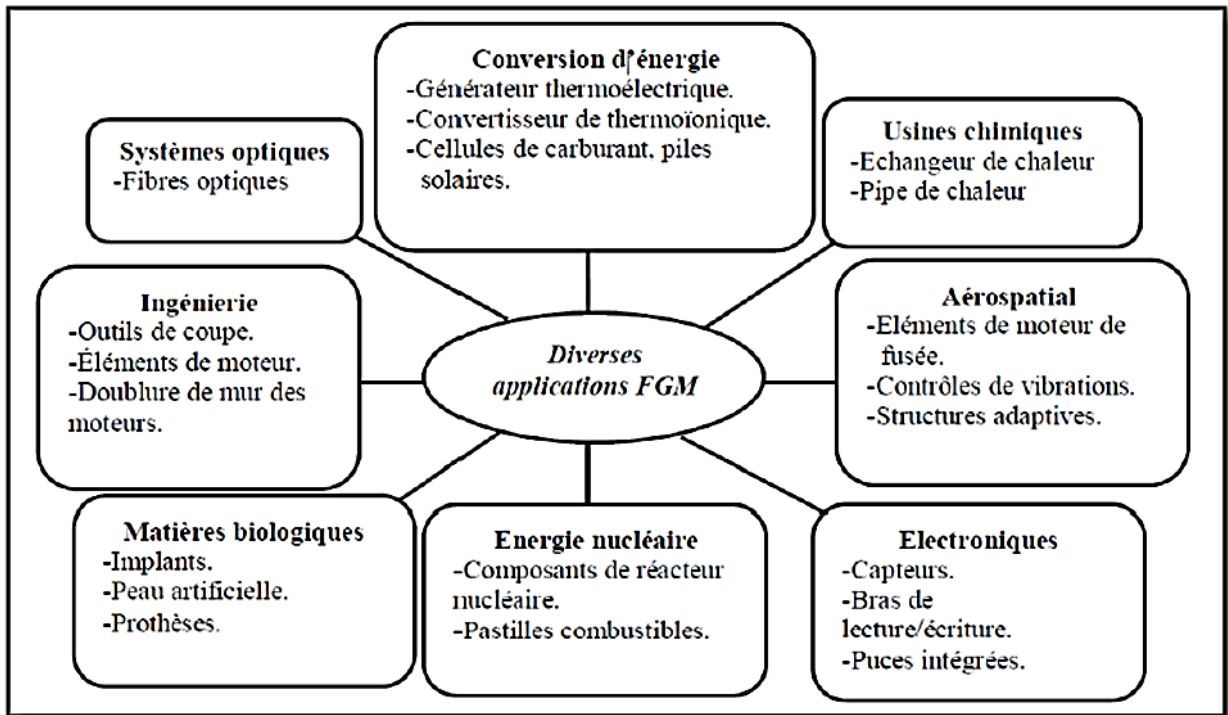 Conversion d'énergie
-Générateur thermoélectrique.
-Convertisseur de thermoïonique.
-Cellules de carburant, piles
solaires.
Systèmes optiques
-Fibres optiques
Usines chimiques
-Echangeur de chaleur
-Pipe de chaleur
Ingénierie
-Outils de coupe.
-Éléments de moteur.
-Doublure de mur des
moteurs.
Diverses
applications FGM
Aérospatial
-Eléments de moteur de
fusée.
-Contrôles de vibrations.
-Structures adaptives.
Matières biologiques
-Implants.
-Peau artificielle.
-Prothèses.
Energie nucléaire
-Composants de réacteur
nucléaire.
-Pastilles combustibles.
Electroniques
-Capteurs.
-Bras de
lecture/écriture.
-Puces intégrées.